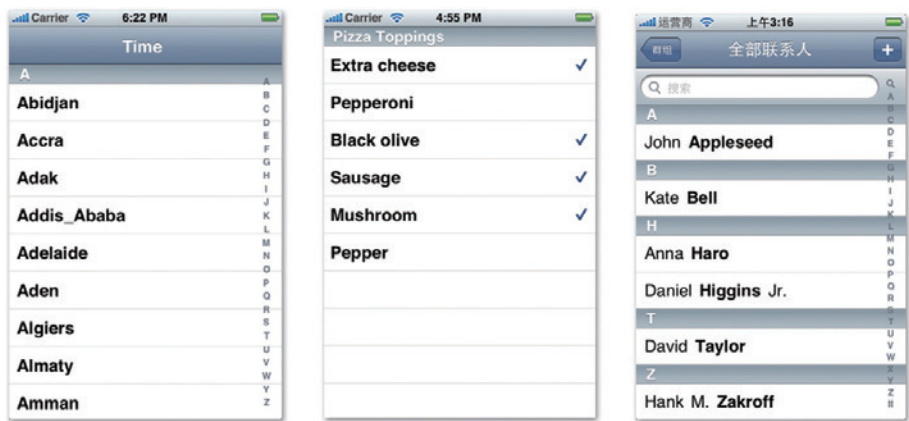 Carrier 6:22 PM
Time
A
Abidjan
Accra
Adak
Addis_Ababa
Adelaide
Aden
Algiers
Almaty
Amman
A
B
C
D
E
F
G
H
I
J
K
L
M
N
O
P
Q
R
S
T
U
V
W
Y
Z
Carrier 4:55 PM
Pizza Toppings
Extra cheese
Pepperoni
Black olive
Sausage
Mushroom
Pepper
运营商 上午3:16
群组 全部联系人 +
搜索
A
John Appleseed
B
Kate Bell
H
Anna Haro
Daniel Higgins Jr.
T
David Taylor
Z
Hank M. Zakroff
A
B
C
D
E
F
G
H
I
J
K
L
M
N
O
P
Q
R
S
T
U
V
W
X
Y
Z
#